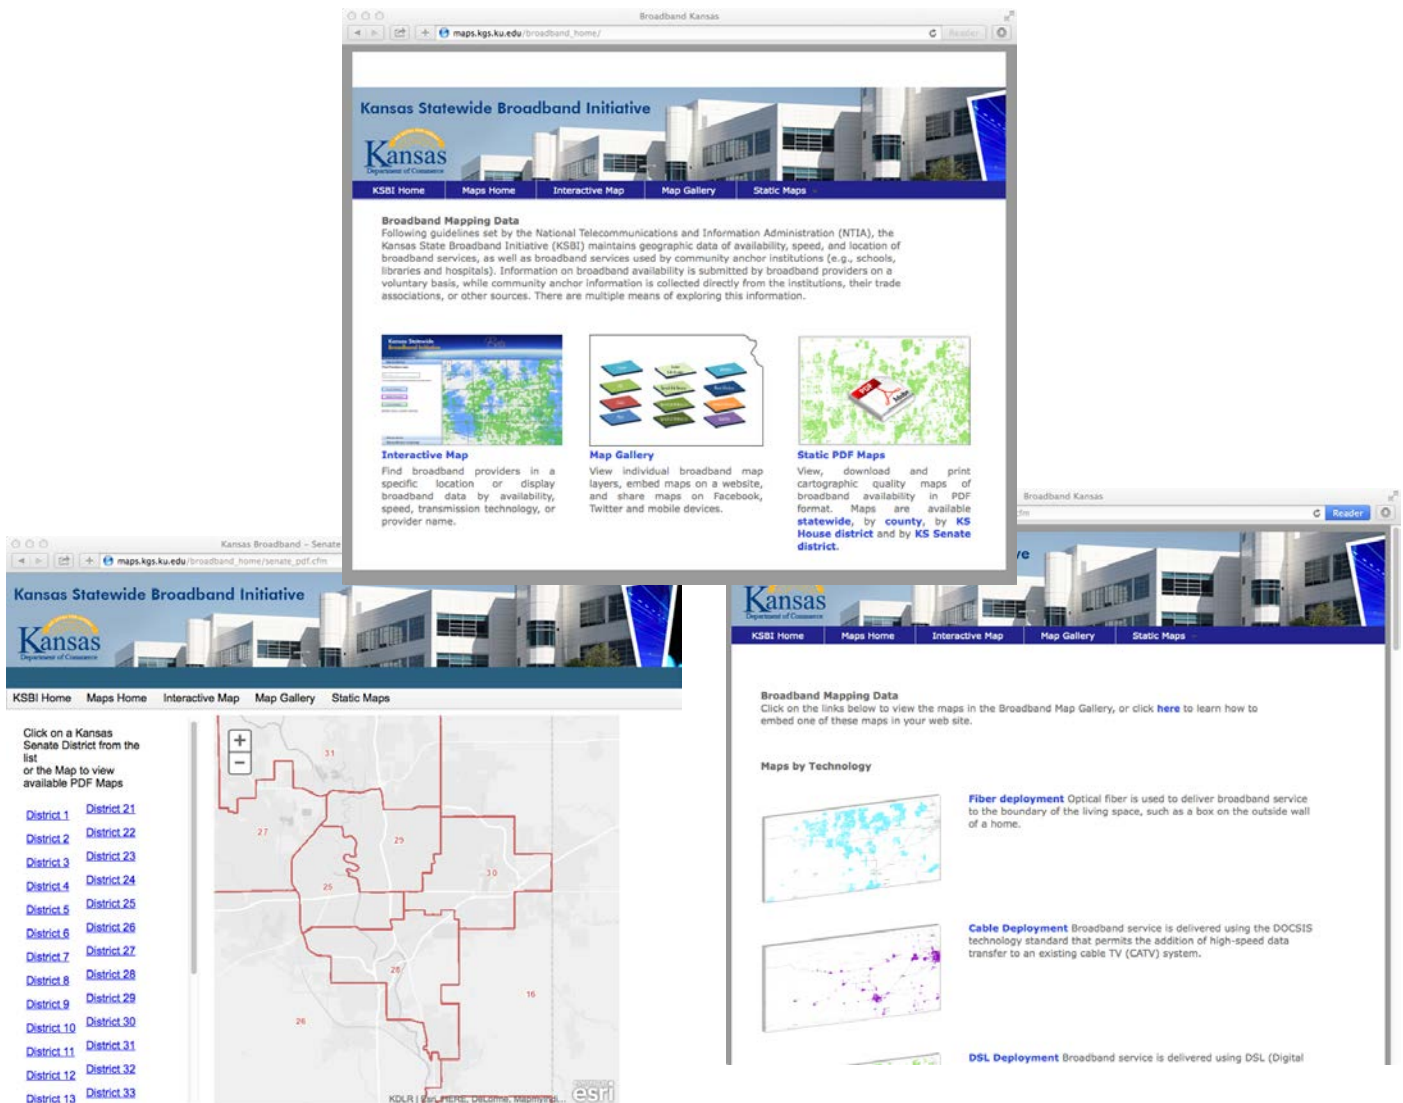 Broadband Kansas
maps.kgs.ku.edu/broadband_home/
Reader
Kansas Statewide Broadband Initiative
Kansas
Department of Commerce
KSBI Home Maps Home Interactive Map Map Gallery Static Maps
Broadband Mapping Data
Following guidelines set by the National Telecommunications and Information Administration (NTIA), the
Kansas State Broadband Initiative (KSBI) maintains geographic data of availability, speed, and location of
broadband services, as well as broadband services used by community anchor institutions (e.g., schools,
libraries and hospitals). Information on broadband availability is submitted by broadband providers on a
voluntary basis, while community anchor information is collected directly from the institutions, their trade
associations, or other sources. There are multiple means of exploring this information.
Kansas Statewide
Broadband Initiative
PDF
Adobe
Interactive Map
Find broadband providers in a
specific location or display
broadband data by availability,
speed, transmission technology, or
provider name.
Map Gallery
View individual broadband map
layers, embed maps on a website,
and share maps on Facebook,
Twitter and mobile devices.
Static PDF Maps
View, download and print
cartographic quality maps of
broadband availability in PDF
format. Maps are available
statewide, by county, by KS
House district and by KS Senate
district.
Kansas Broadband – Senate
maps.kgs.ku.edu/broadband_home/senate_pdf.cfm
Kansas Statewide Broadband Initiative
Kansas
Department of Commerce
KSBI Home Maps Home Interactive Map Map Gallery Static Maps
Click on a Kansas
Senate District from the
list
or the Map to view
available PDF Maps
District 1 District 21
District 2 District 22
District 3 District 23
District 4 District 24
District 5 District 25
District 6 District 26
District 7 District 27
District 8 District 28
District 9 District 29
District 10 District 30
District 11 District 31
District 12 District 32
District 13 District 33
+
−
31
27
29
30
25
28
16
26
esri
Broadband Kansas
cfm
Reader
ve
Kansas
Department of Commerce
KSBI Home Maps Home Interactive Map Map Gallery Static Maps
Broadband Mapping Data
Click on the links below to view the maps in the Broadband Map Gallery, or click here to learn how to
embed one of these maps in your web site.
Maps by Technology
Fiber deployment Optical fiber is used to deliver broadband service
to the boundary of the living space, such as a box on the outside wall
of a home.
Cable Deployment Broadband service is delivered using the DOCSIS
technology standard that permits the addition of high-speed data
transfer to an existing cable TV (CATV) system.
DSL Deployment Broadband service is delivered using DSL (Digital